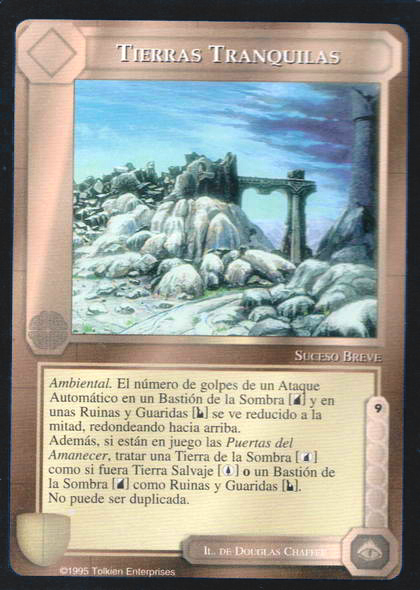 TIERRAS TRANQUILAS
SUCESO BREVE
Ambiental. El número de golpes de un Ataque
Automático en un Bastión de la Sombra [ ] y en
unas Ruinas y Guaridas [ ] se ve reducido a la
mitad, redondeando hacia arriba.
Además, si están en juego las Puertas del
Amanecer, tratar una Tierra de la Sombra [ ]
como si fuera Tierra Salvaje [ ] o un Bastión de
la Sombra [ ] como Ruinas y Guaridas [ ].
No puede ser duplicada.
9
IL. DE DOUGLAS CHAFFEE
©1995 Tolkien Enterprises